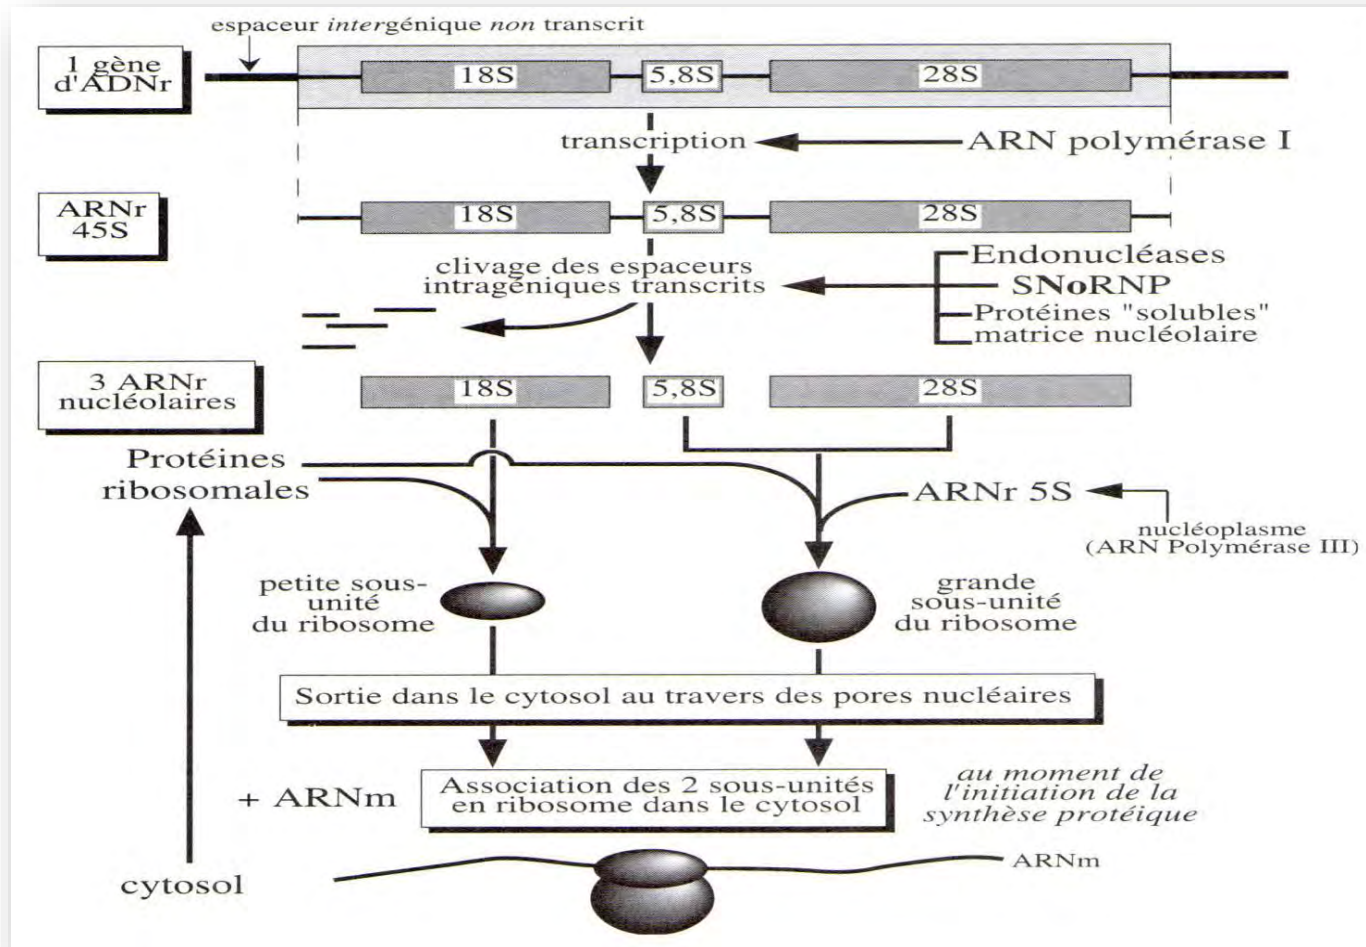 espaceur intergénique non transcrit
1 gène
d'ADNr
18S
5,8S
28S
transcription
ARN polymérase I
ARNr
45S
18S
5,8S
28S
clivage des espaceurs
intragéniques transcrits
Endonucléases
SNoRNP
Protéines "solubles"
matrice nucléolaire
3 ARNr
nucléolaires
18S
5,8S
28S
Protéines
ribosomales
ARNr 5S
nucléoplasme
(ARN Polymérase III)
petite sous-
unité
du ribosome
grande
sous-unité
du ribosome
Sortie dans le cytosol au travers des pores nucléaires
+ ARNm
Association des 2 sous-unités
en ribosome dans le cytosol
au moment de
l'initiation de la
synthèse protéique
ARNm
cytosol